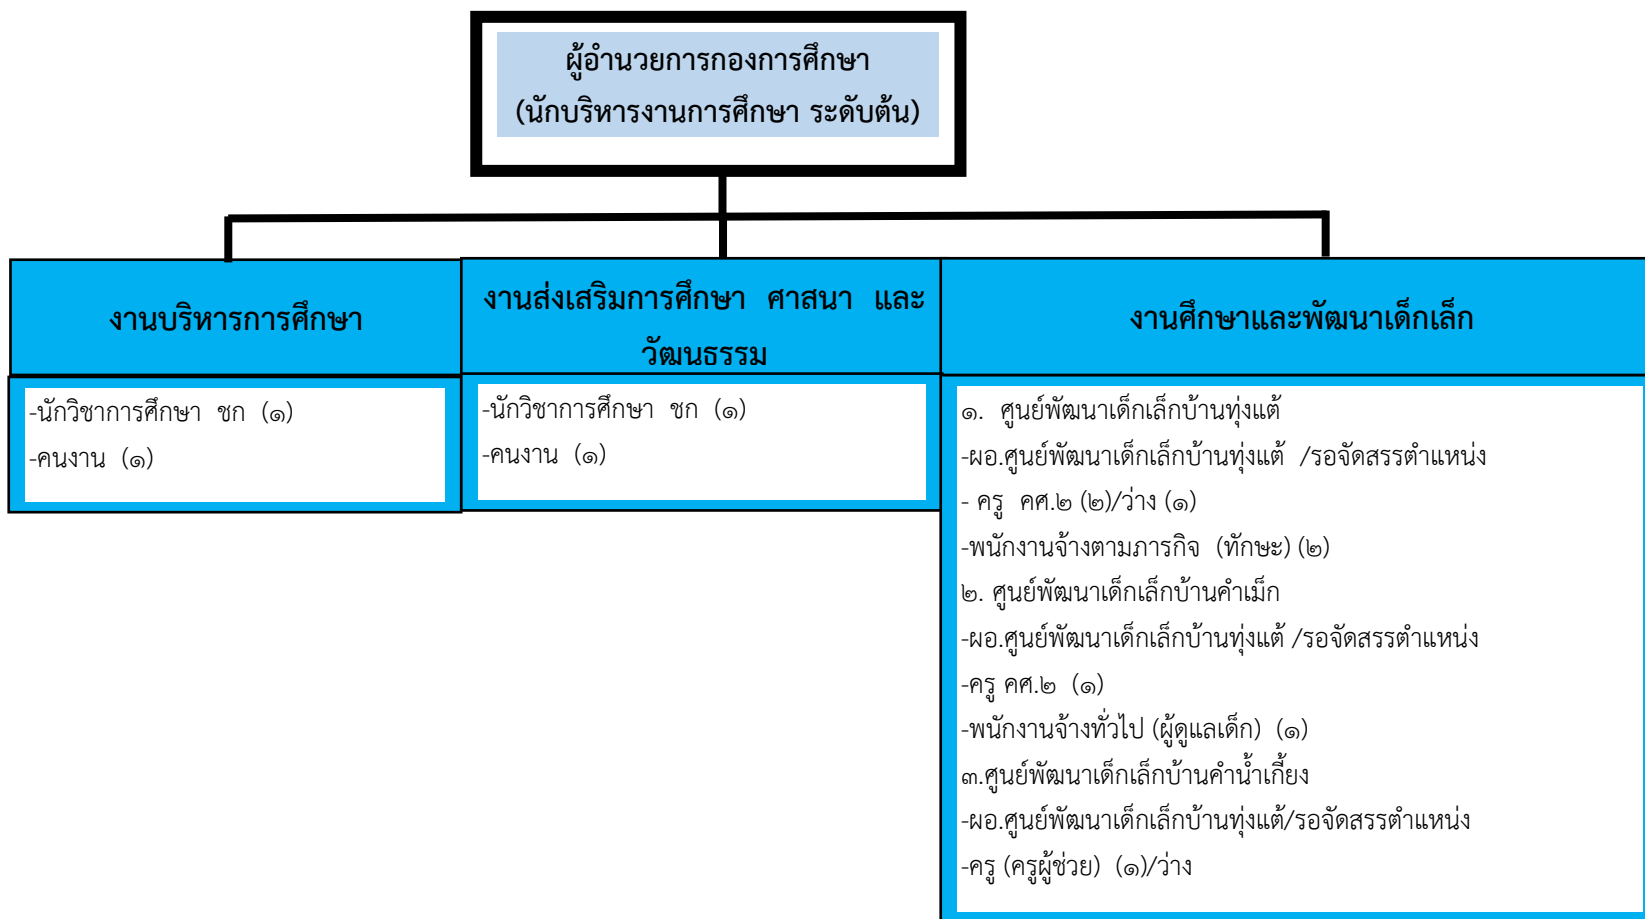 ผู้อำนวยการกองการศึกษา
(นักบริหารงานการศึกษา ระดับต้น)
งานบริหารการศึกษา
งานส่งเสริมการศึกษา ศาสนา และ
วัฒนธรรม
งานศึกษาและพัฒนาเด็กเล็ก
-นักวิชาการศึกษา ชก (๑)
-คนงาน (๑)
-นักวิชาการศึกษา ชก (๑)
-คนงาน (๑)
๑. ศูนย์พัฒนาเด็กเล็กบ้านทุ่งแต้
-ผอ.ศูนย์พัฒนาเด็กเล็กบ้านทุ่งแต้ /รอจัดสรรตำแหน่ง
- ครู คศ.๒ (๒)/ว่าง (๑)
-พนักงานจ้างตามภารกิจ (ทักษะ) (๒)
๒. ศูนย์พัฒนาเด็กเล็กบ้านคำเม็ก
-ผอ.ศูนย์พัฒนาเด็กเล็กบ้านทุ่งแต้ /รอจัดสรรตำแหน่ง
-ครู คศ.๒ (๑)
-พนักงานจ้างทั่วไป (ผู้ดูแลเด็ก) (๑)
๓.ศูนย์พัฒนาเด็กเล็กบ้านคำน้ำเกี้ยง
-ผอ.ศูนย์พัฒนาเด็กเล็กบ้านทุ่งแต้/รอจัดสรรตำแหน่ง
-ครู (ครูผู้ช่วย) (๑)/ว่าง